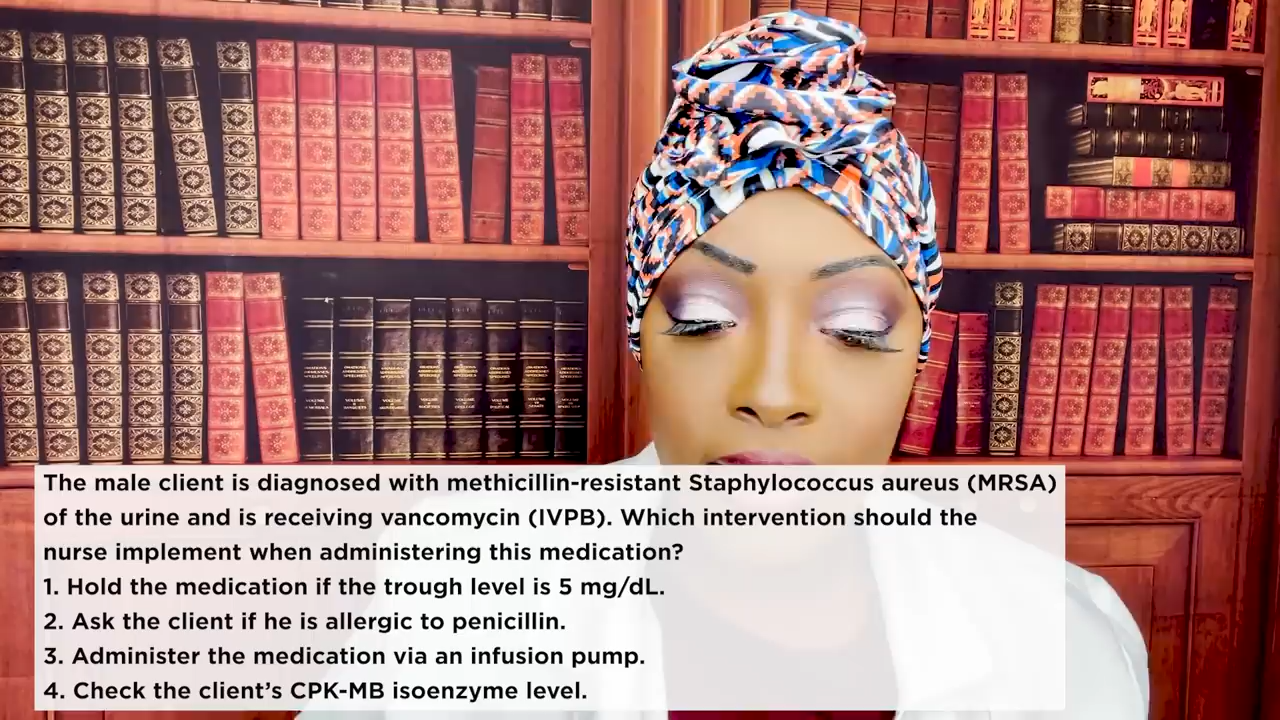 The male client is diagnosed with methicillin-resistant Staphylococcus aureus (MRSA)
of the urine and is receiving vancomycin (IVPB). Which intervention should the
nurse implement when administering this medication?
1. Hold the medication if the trough level is 5 mg/dL.
2. Ask the client if he is allergic to penicillin.
3. Administer the medication via an infusion pump.
4. Check the client’s CPK-MB isoenzyme level.